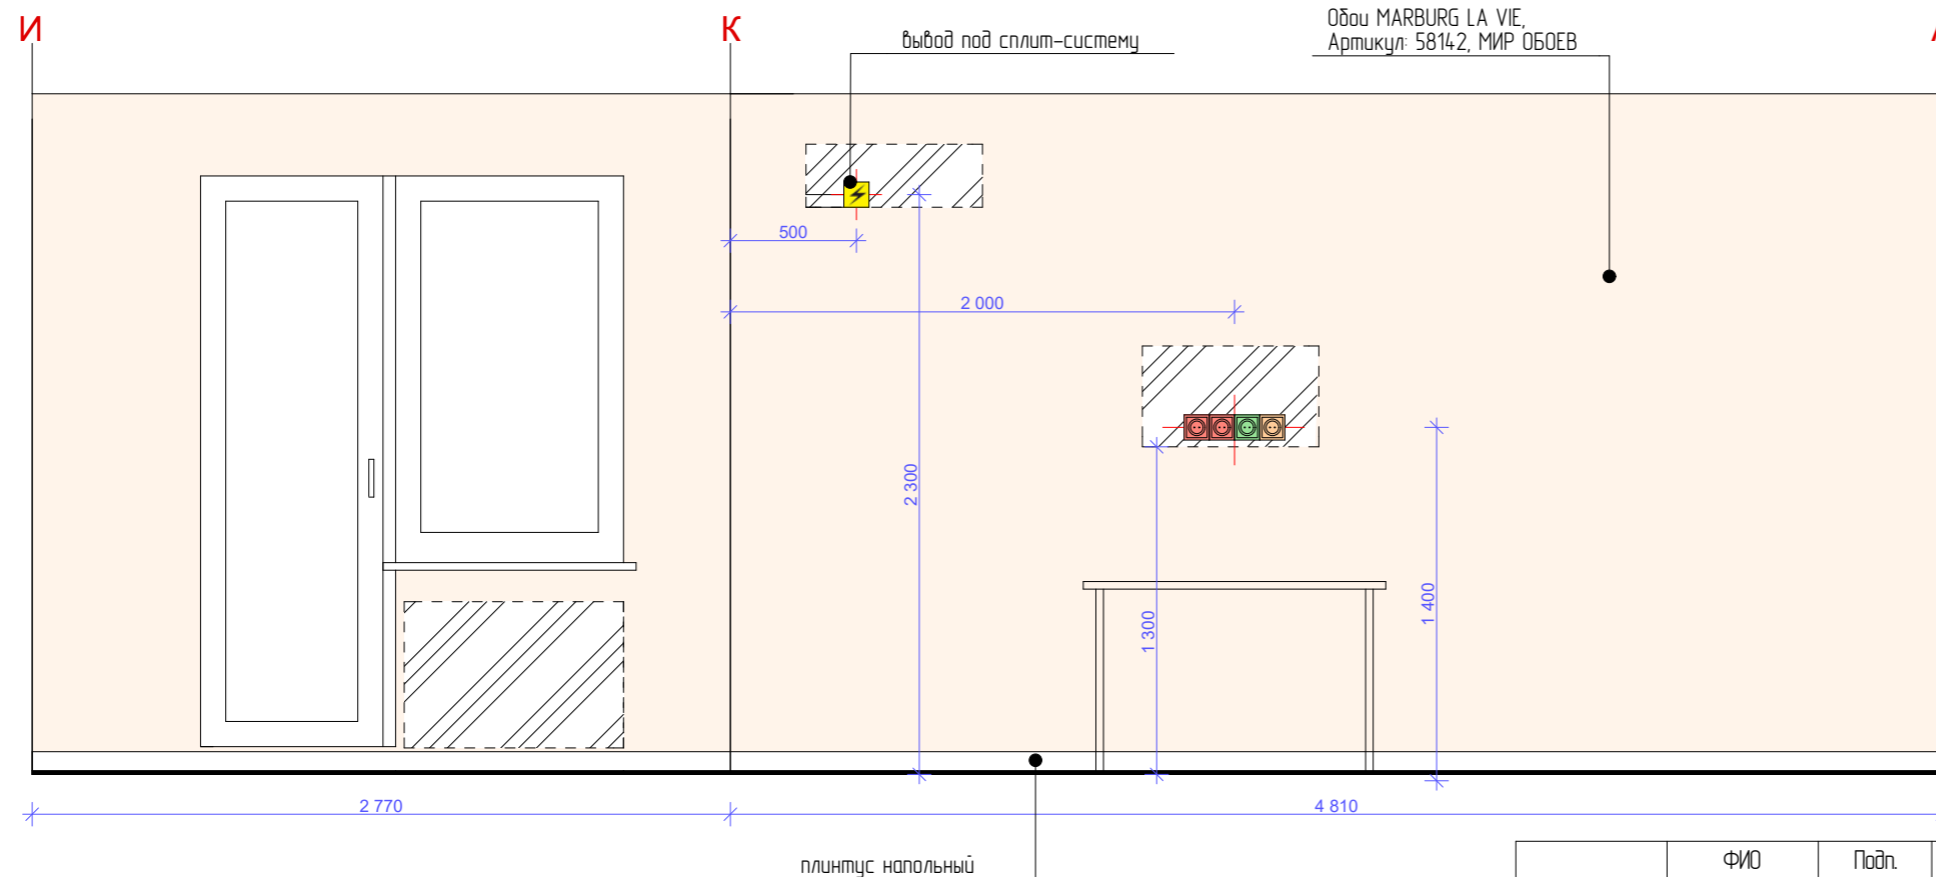 И
К
вывод под сплит-систему
Обои MARBURG LA VIE,
Артикул: 58142, МИР ОБОЕВ
500
2 000
2 300
1 300
1 400
2 770
4 810
плинтус напольный
ФИО
Подп.